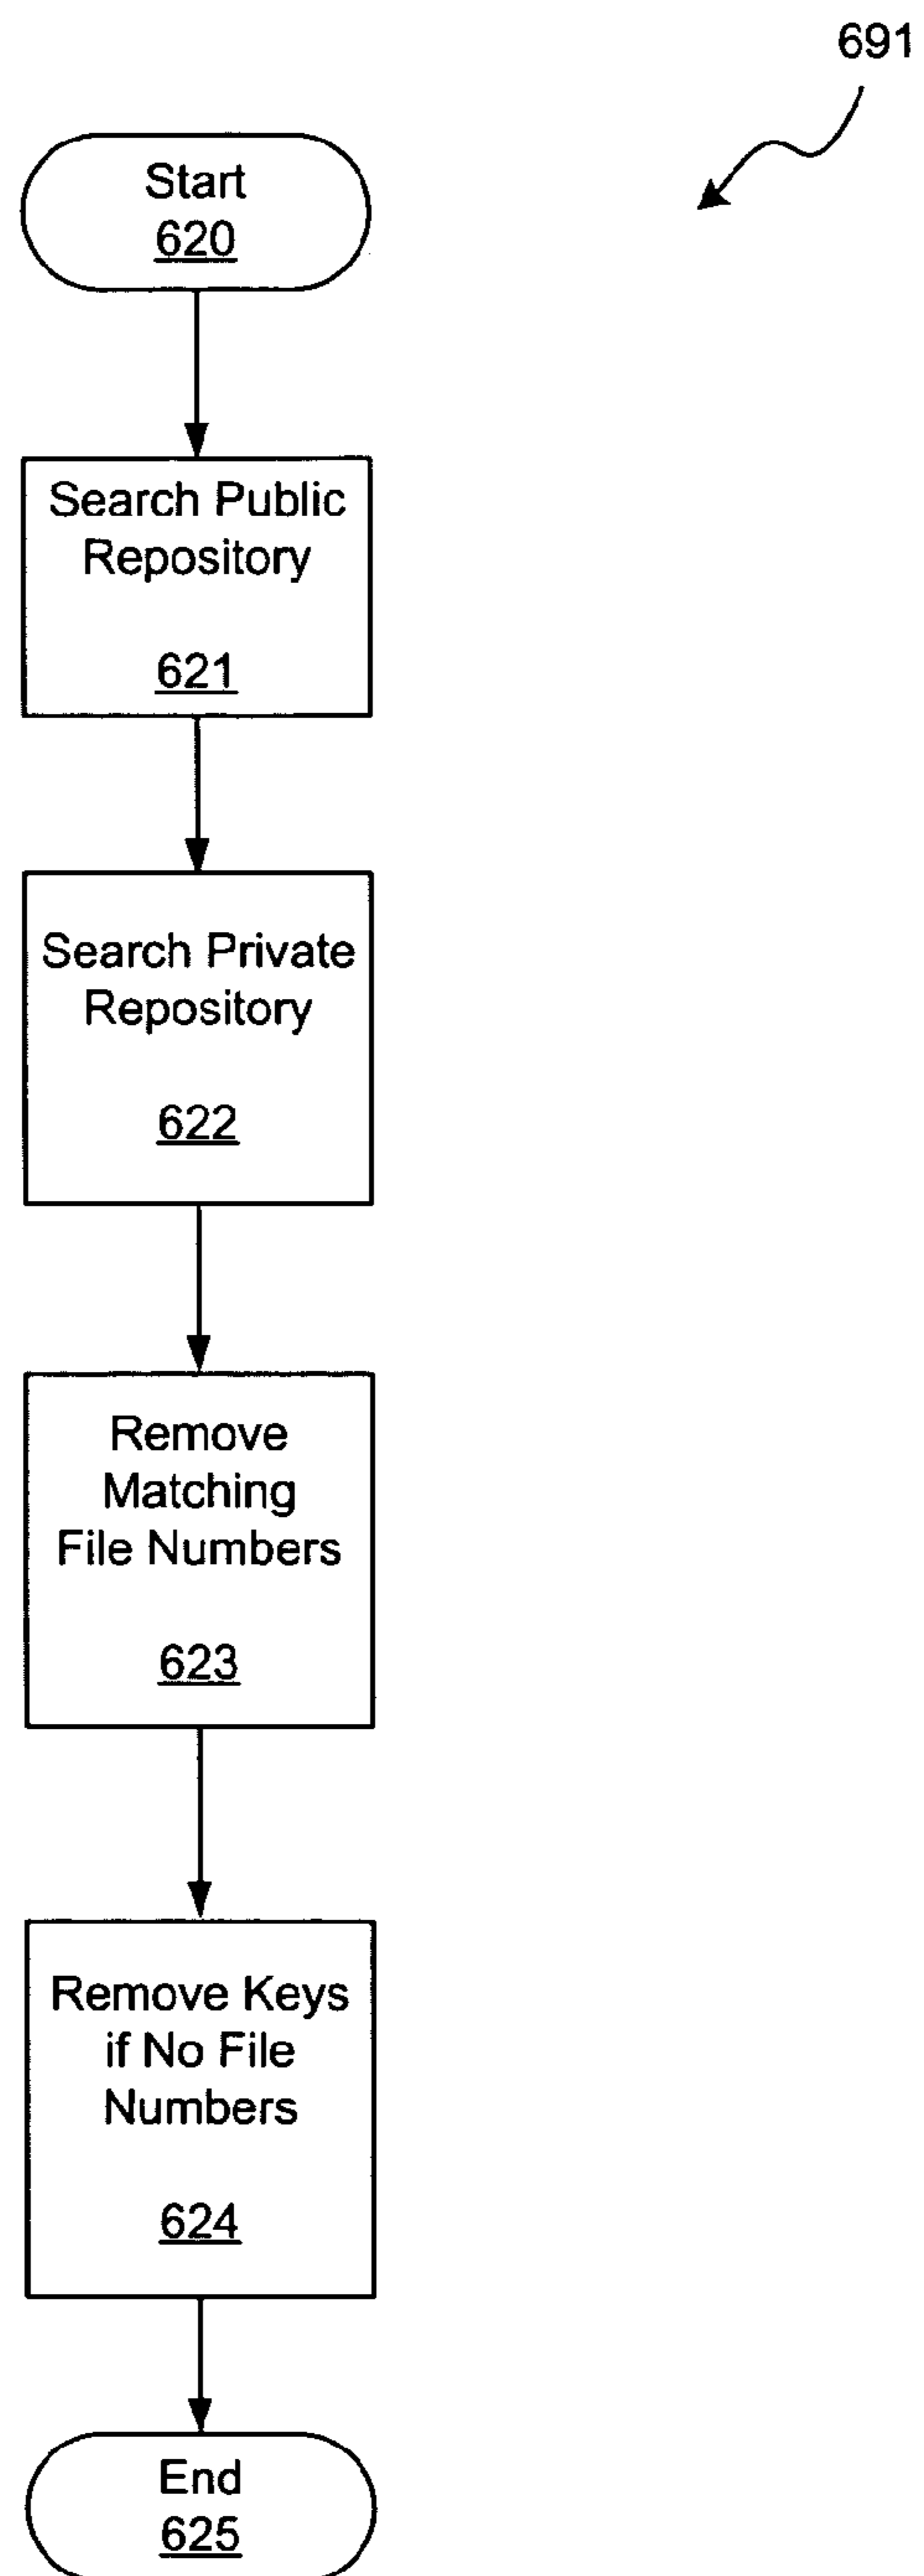 691
Start
620
Search Public
Repository
621
Search Private
Repository
622
Remove
Matching
File Numbers
623
Remove Keys
if No File
Numbers
624
End
625